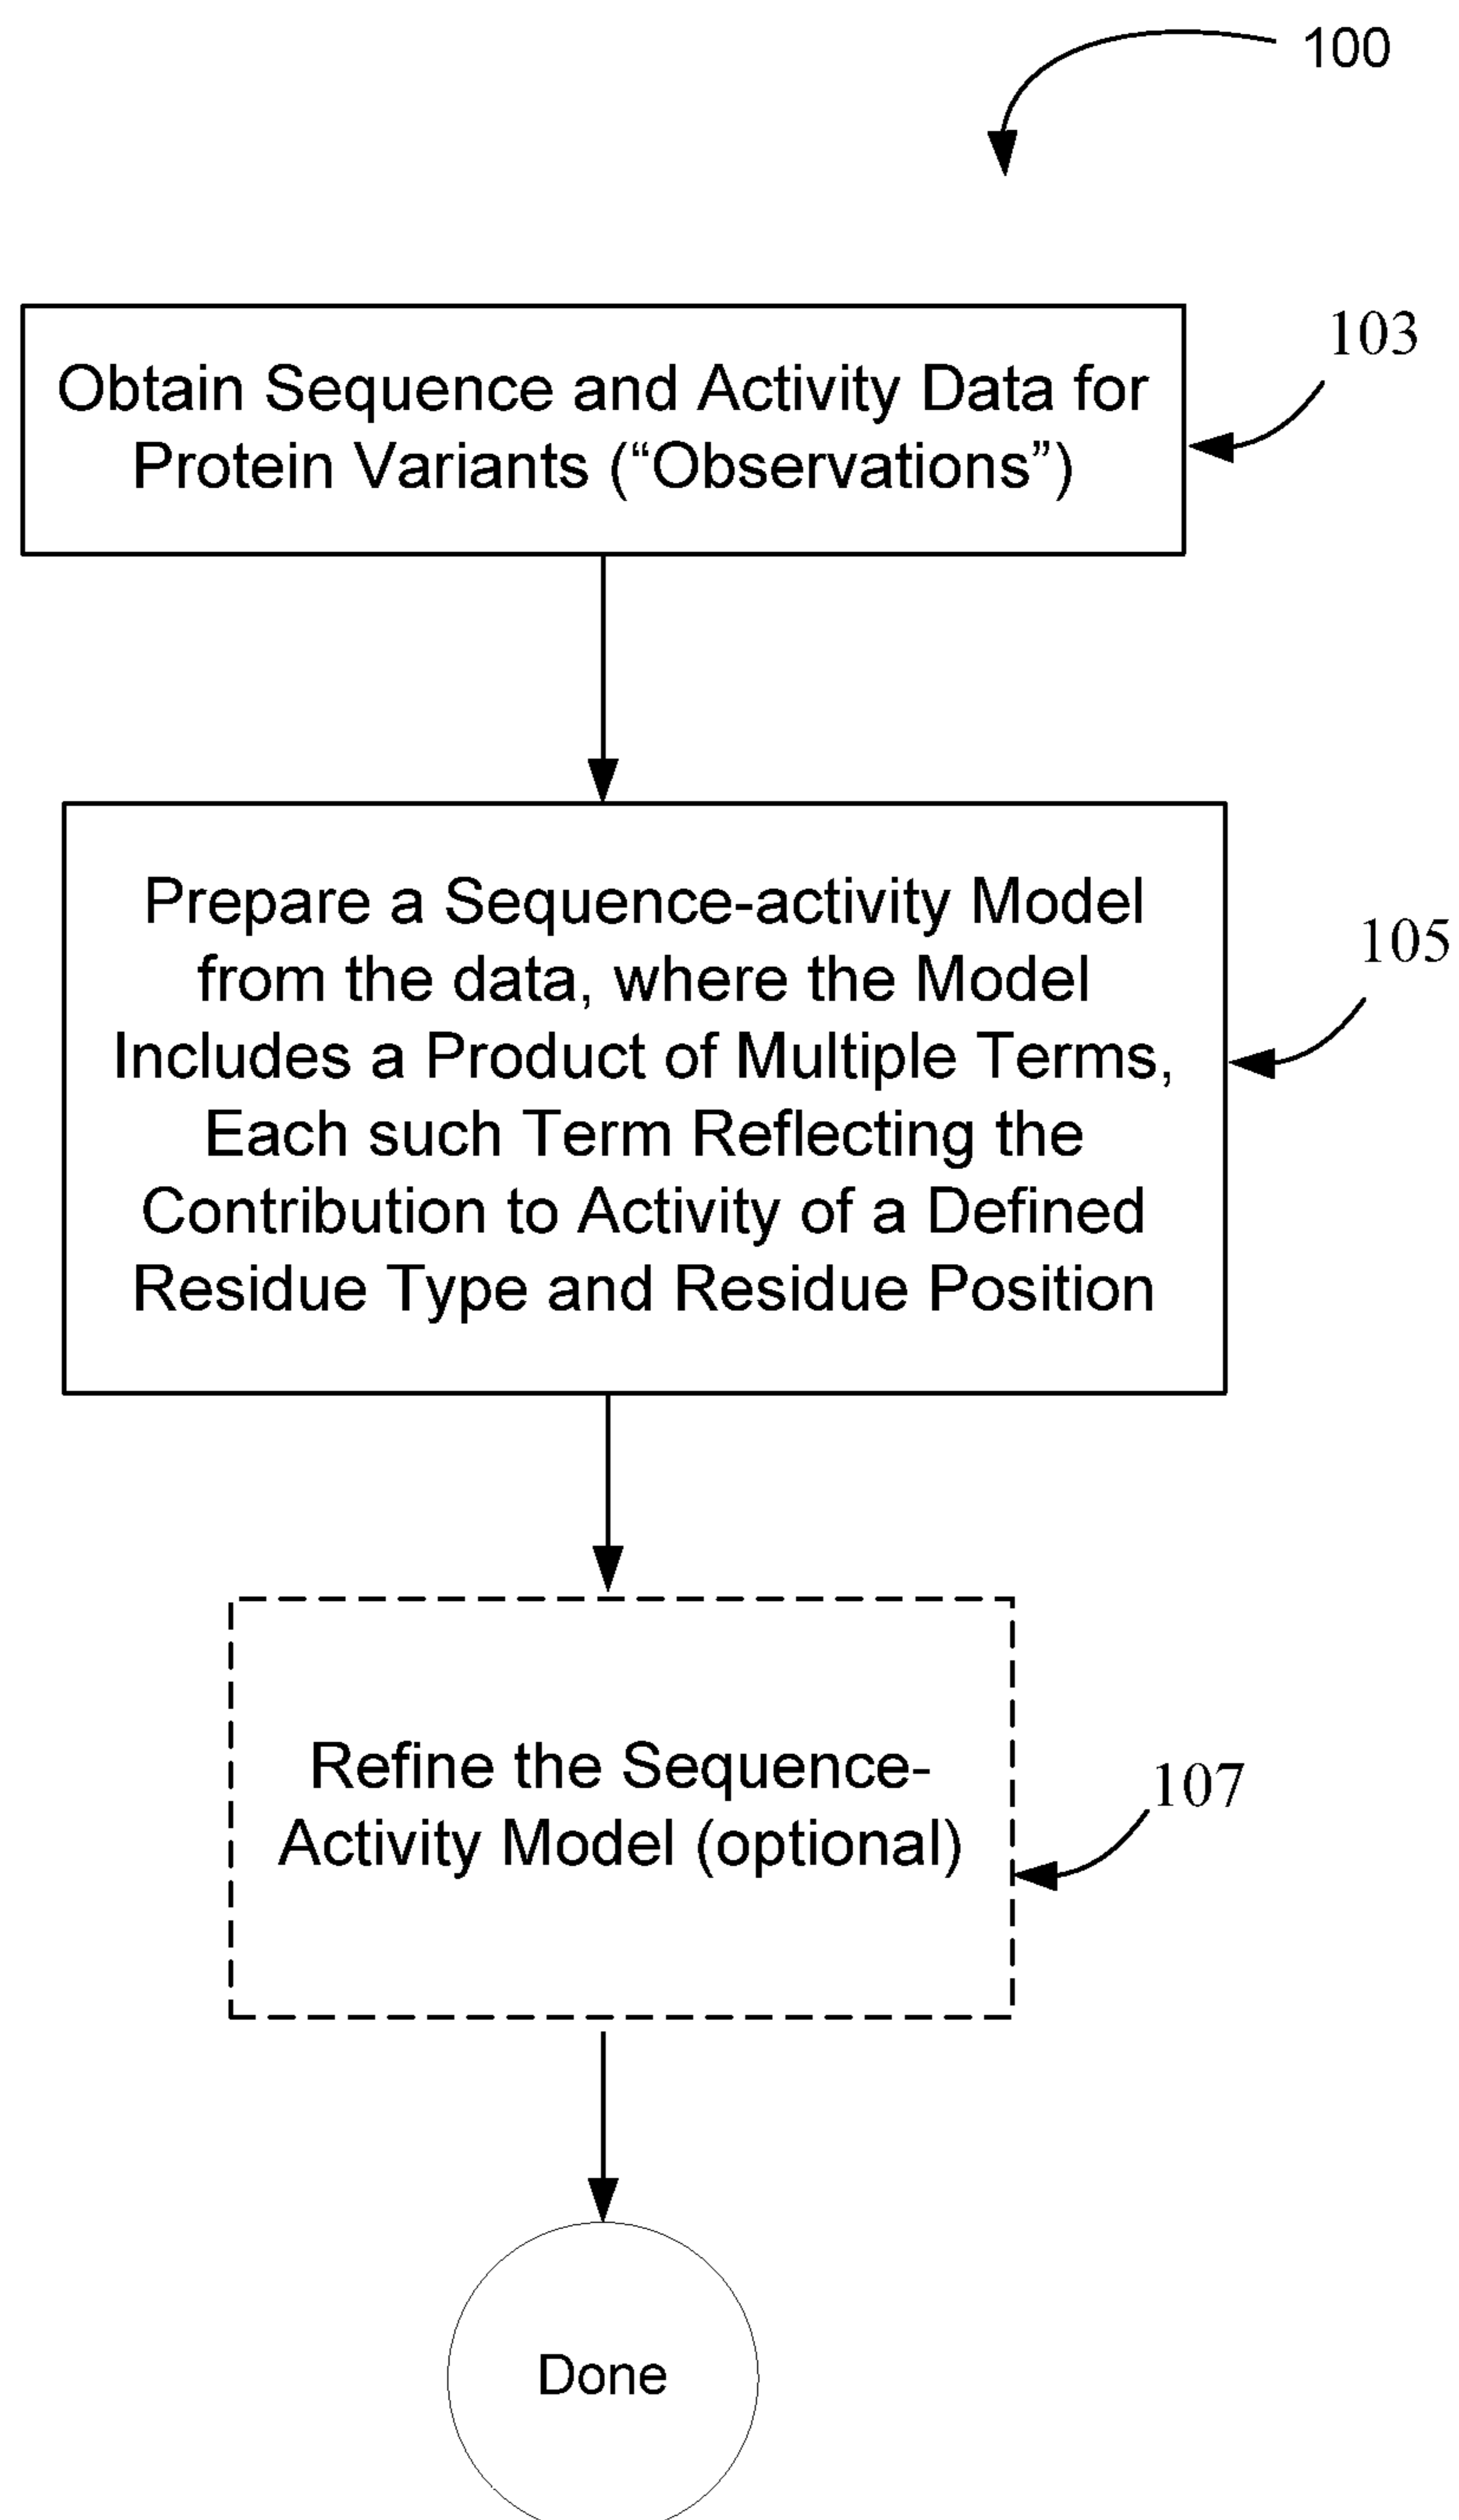 100
103
Obtain Sequence and Activity Data for
Protein Variants (“Observations”)
105
Prepare a Sequence-activity Model
from the data, where the Model
Includes a Product of Multiple Terms,
Each such Term Reflecting the
Contribution to Activity of a Defined
Residue Type and Residue Position
107
Refine the Sequence-
Activity Model (optional)
Done